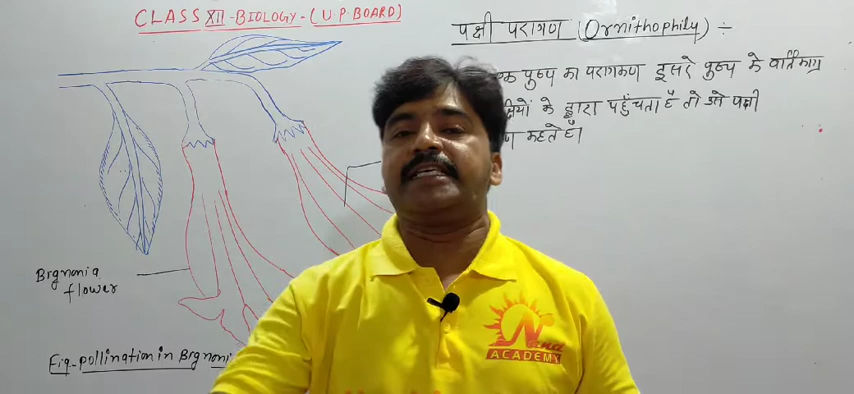 CLASS XII-BIOLOGY-(U.P.BOARD)
पक्षी परागण (Ornithophily) ÷
पुष्प का परागकण दूसरे पुष्प के वर्तिकाग्र
के द्वारा पहुँचता है तो उसे पक्षी
कहते हैं।
Brgnonia
flower
Fig-pollination in Brgnoni
Nand
ACADEMY